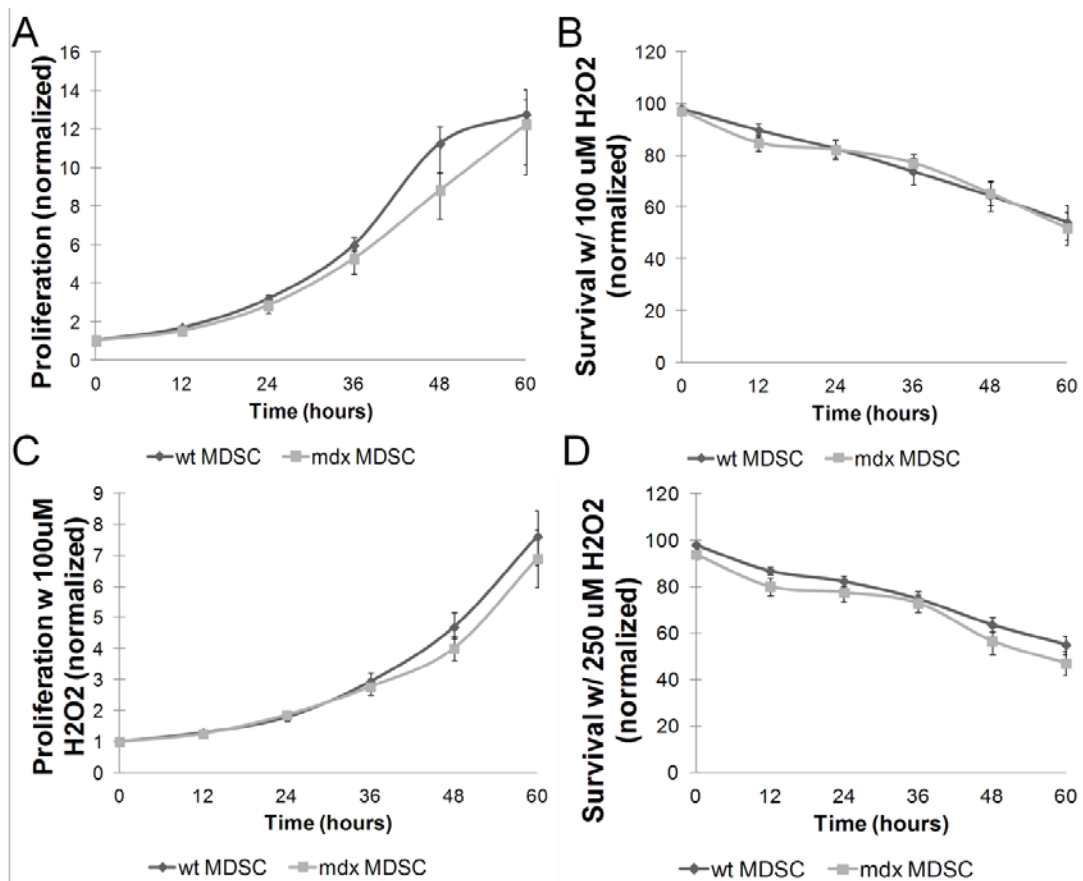 A
Proliferation (normalized)
16
14
12
10
8
6
4
2
0
0 12 24 36 48 60
Time (hours)
wt MDSC mdx MDSC
B
Survival w/ 100 uM H2O2
(normalized)
120
100
80
60
40
20
0
0 12 24 36 48 60
Time (hours)
wt MDSC mdx MDSC
C
Proliferation w 100uM
H2O2 (normalized)
9
8
7
6
5
4
3
2
1
0
0 12 24 36 48 60
Time (hours)
wt MDSC mdx MDSC
D
Survival w/ 250 uM H2O2
(normalized)
120
100
80
60
40
20
0
0 12 24 36 48 60
Time (hours)
wt MDSC mdx MDSC